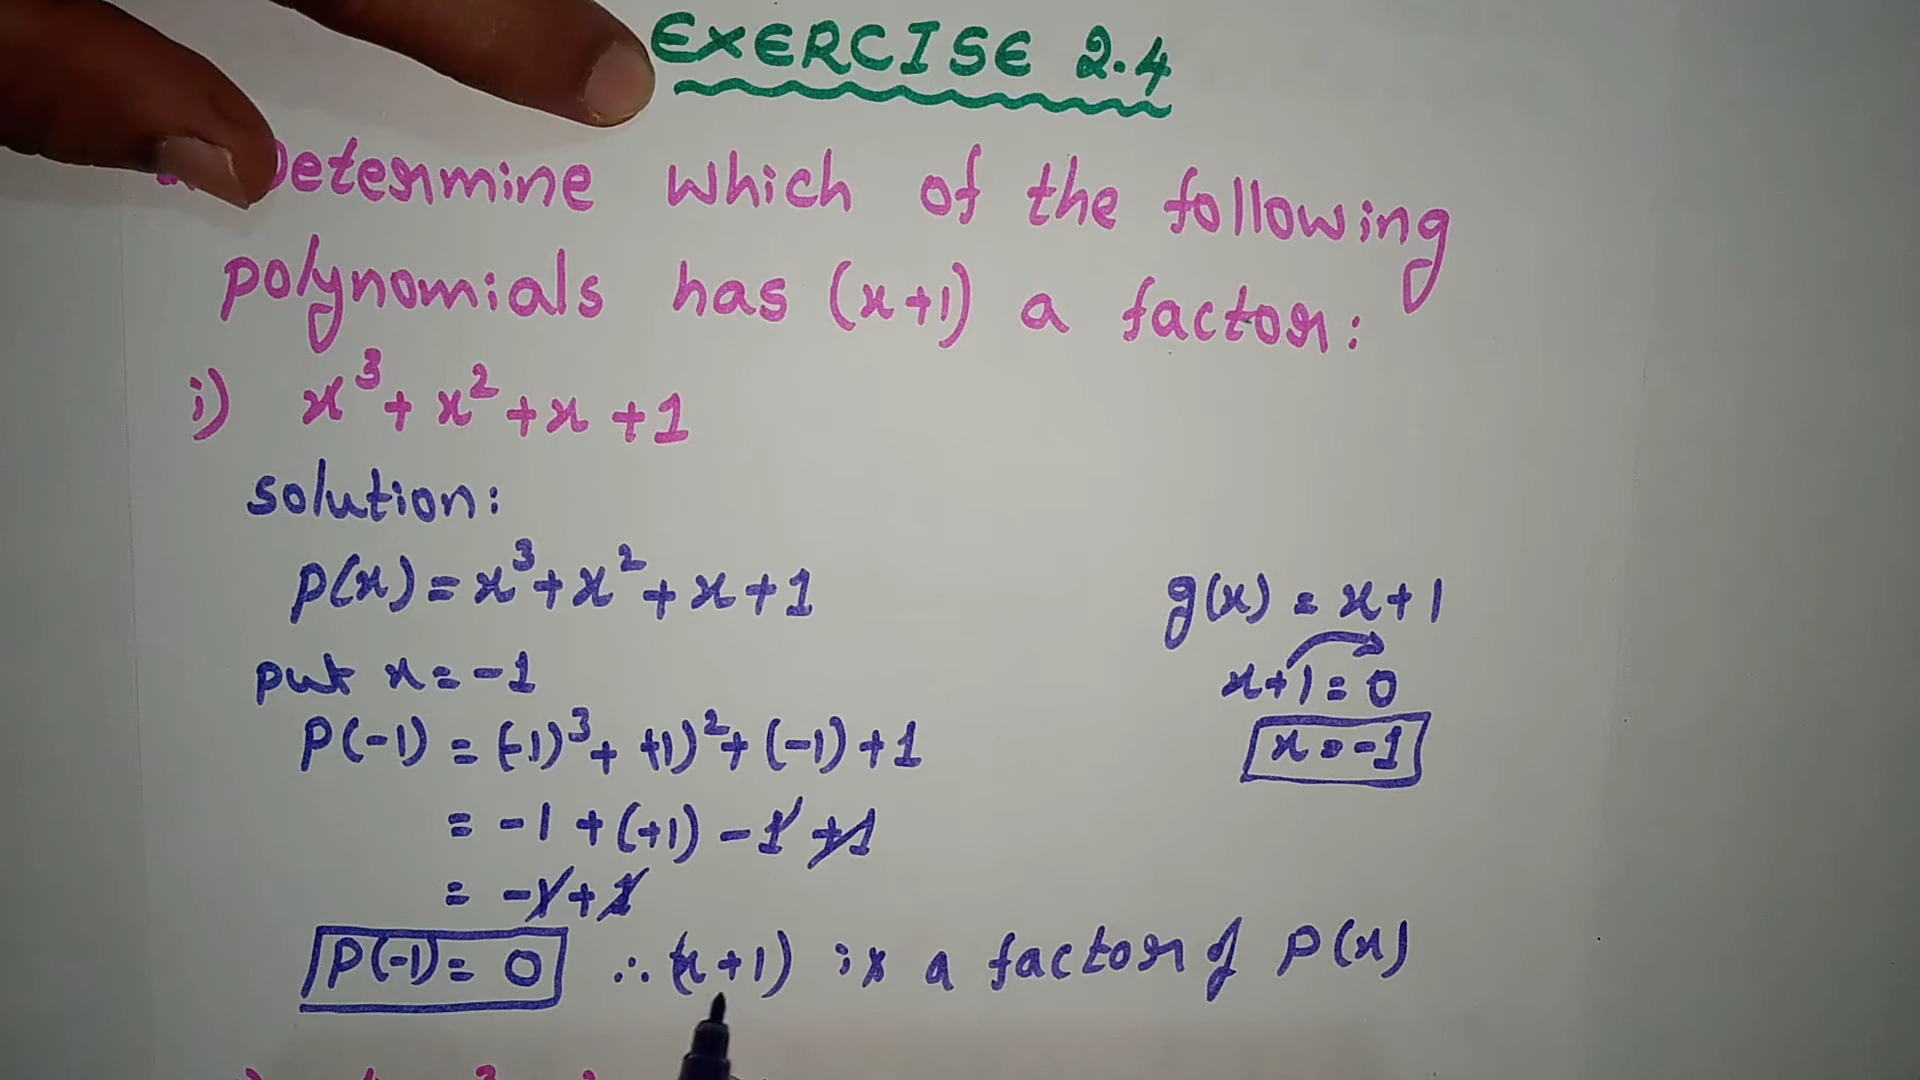 EXERCISE 2.4
Determine which of the following
polynomials has (x+1) a factor:
i) x³ + x² + x + 1
solution:
p(x) = x³ + x² + x + 1
g(x) = x+1
put x = -1
x+1 = 0
x = -1
P(-1) = (-1)³ + (-1)² + (-1) + 1
= -1 + (+1) - 1 + 1
= -1 + 1
P(-1) = 0 ∴ (x+1) is a factor of P(x)